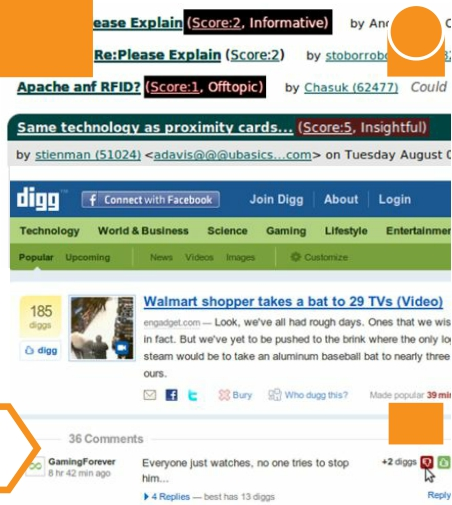 ease Explain (Score:2, Informative) by
Re:Please Explain (Score:2) by
Apache anf RFID? (Score:1, Offtopic) by Chasuk (62477) Could
Same technology as proximity cards... (Score:5, Insightful)
by stienman (51024) <adavis@@@ubasics...com> on Tuesday August
digg Connect with Facebook Join Digg About Login
Technology World & Business Science Gaming Lifestyle
Popular Upcoming News Videos Images Customize
Walmart shopper takes a bat to 29 TVs (Video)
185 engadget.com — Look, we've all had rough days. Ones that we
diggs in fact. But we've yet to be pushed to the brink where the only
digg steam would be to take an aluminum baseball bat to nearly three
ours.
Bury Who dugg this? Made popular 39
36 Comments
GamingForever Everyone just watches, no one tries to stop +2 diggs
8 hr 42 min ago him...
4 Replies — best has 13 diggs Reply